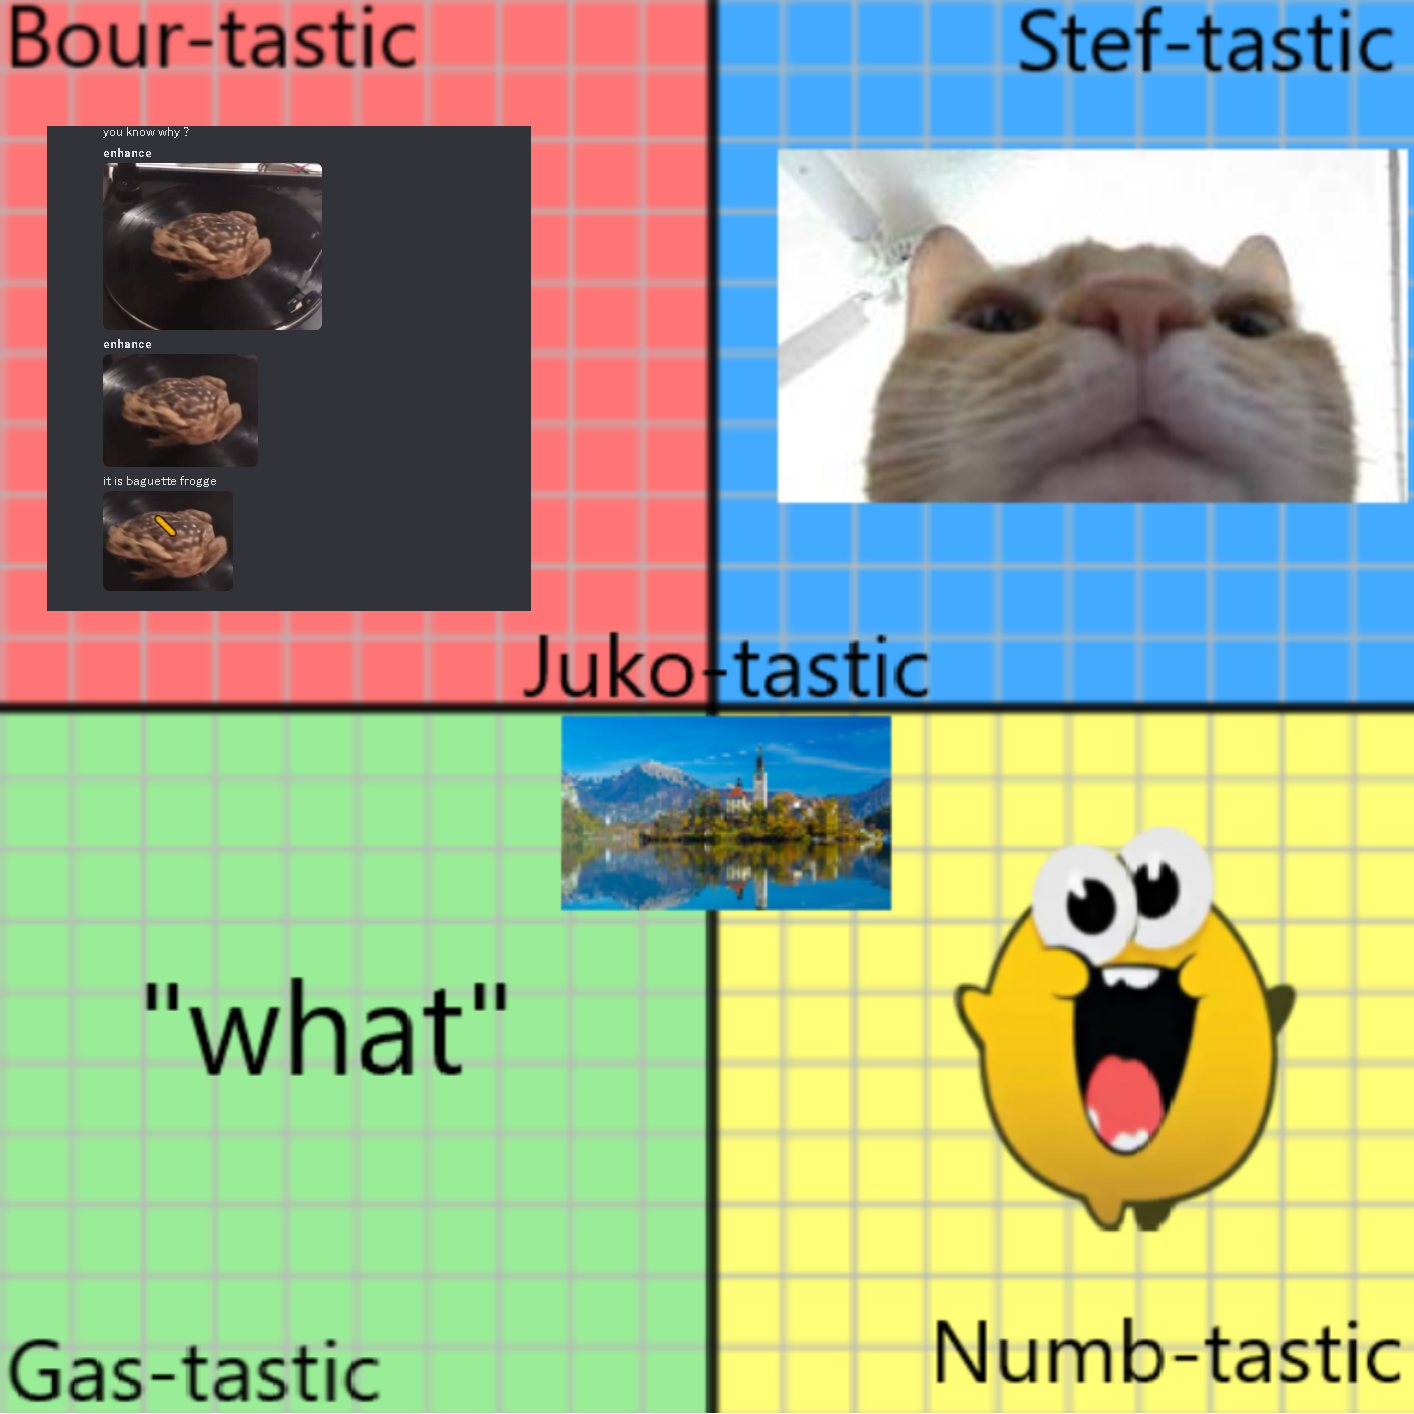 Bour-tastic
Stef-tastic
you know why ?
enhance
enhance
it is baguette frogge
Juko-tastic
"what"
Gas-tastic
Numb-tastic